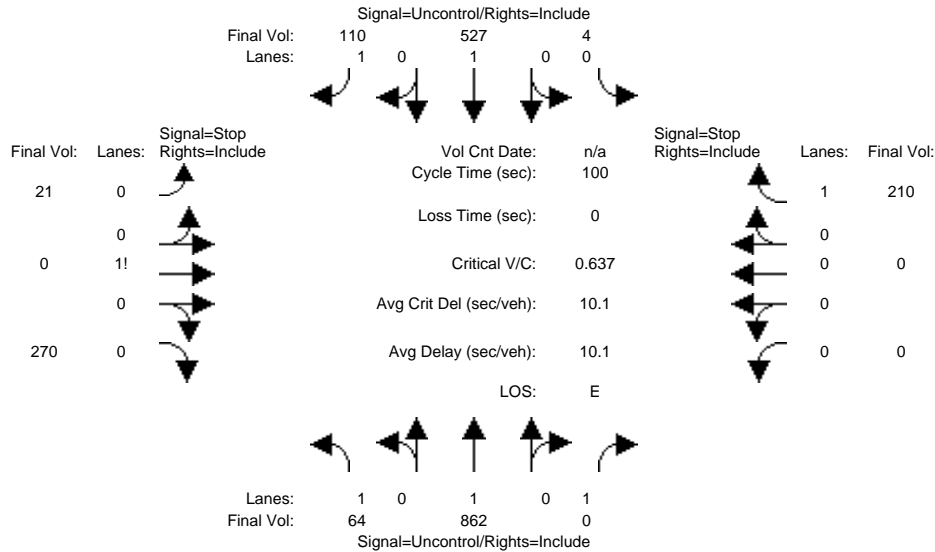 Signal=Uncontrol/Rights=Include
Final Vol: 110 527 4
Lanes: 1 0 1 0 0
Signal=Stop Signal=Stop
Final Vol: Lanes: Rights=Include Vol Cnt Date: n/a Rights=Include Lanes: Final Vol:
Cycle Time (sec): 100
21 0 1 210
Loss Time (sec): 0
0 0
0 1! Critical V/C: 0.637 0 0
0 Avg Crit Del (sec/veh): 10.1 0
270 0 Avg Delay (sec/veh): 10.1 0 0
LOS: E
Lanes: 1 0 1 0 1
Final Vol: 64 862 0
Signal=Uncontrol/Rights=Include